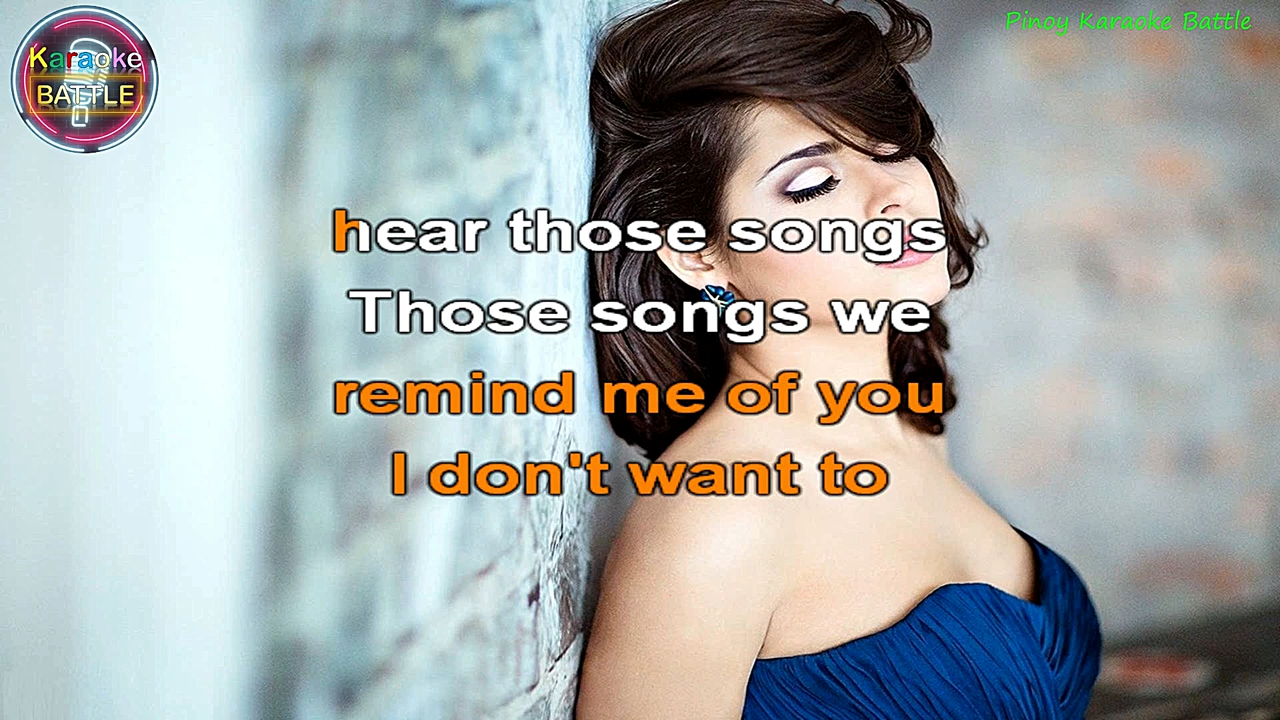 Karaoke
BATTLE
Pinoy Karaoke Battle
hear those songs
Those songs we
remind me of you
I don't want to